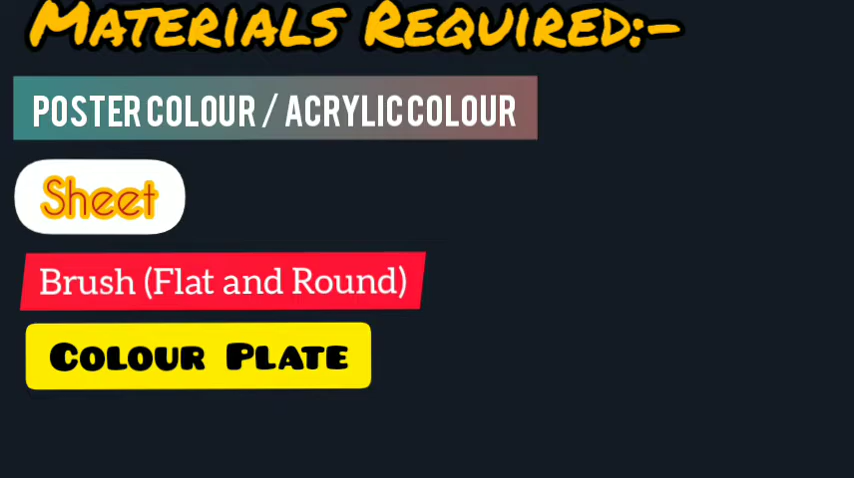 MATERIALS REQUIRED:-
POSTER COLOUR / ACRYLIC COLOUR
Sheet
Brush (Flat and Round)
COLOUR PLATE